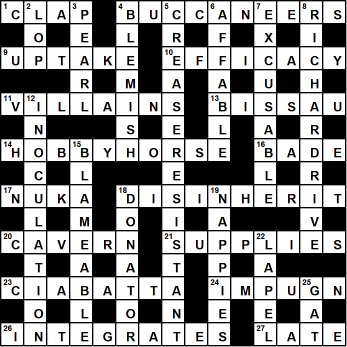 1 C 2 L A 3 P 4 B U 5 C C 6 A N 7 E E 8 R S
O E L R F X I
9 U P T A K E 10 E F F I C A C Y
R M A A U H
11 V 12 I L L A I N S 13 B I S S A U
N S E L A R
14 H O B 15 B Y H O R S E 16 B A D E
C L E L R
17 N U K A 18 D I S I 19 N H E R I T
L M O I A V
20 C A V E R N 21 S U P P 22 L I E S
T A A T P A
23 C I A B A T T A 24 I M P U 25 G N
O L O N E E A
26 I N T E G R A T E S 27 L A T E